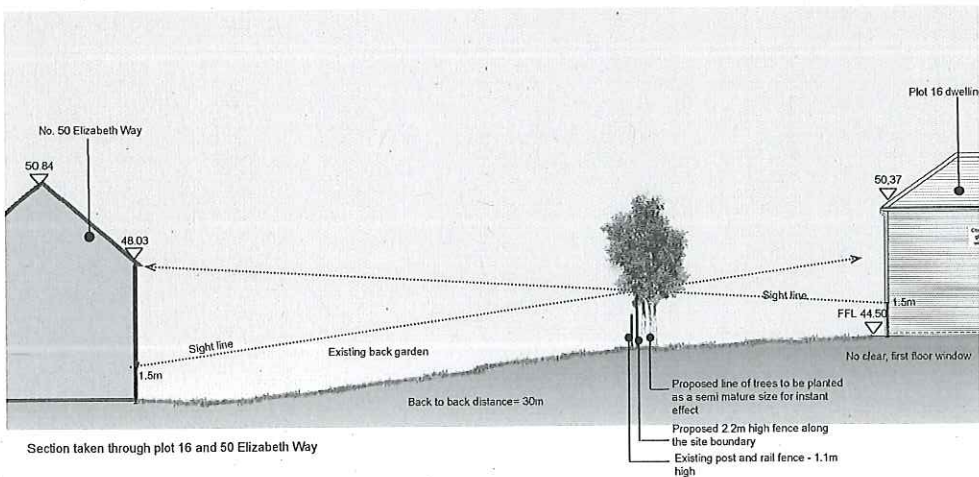 Plot 16 dwelling
No. 50 Elizabeth Way
50.84
50,37
48.03
Sight line
1.5m
FFL 44.50
Sight line
Existing back garden
1.5m
No clear, first floor window
Back to back distance= 30m
Proposed line of trees to be planted
as a semi mature size for instant
effect
Proposed 2.2m high fence along
the site boundary
Existing post and rail fence - 1.1m
high
Section taken through plot 16 and 50 Elizabeth Way